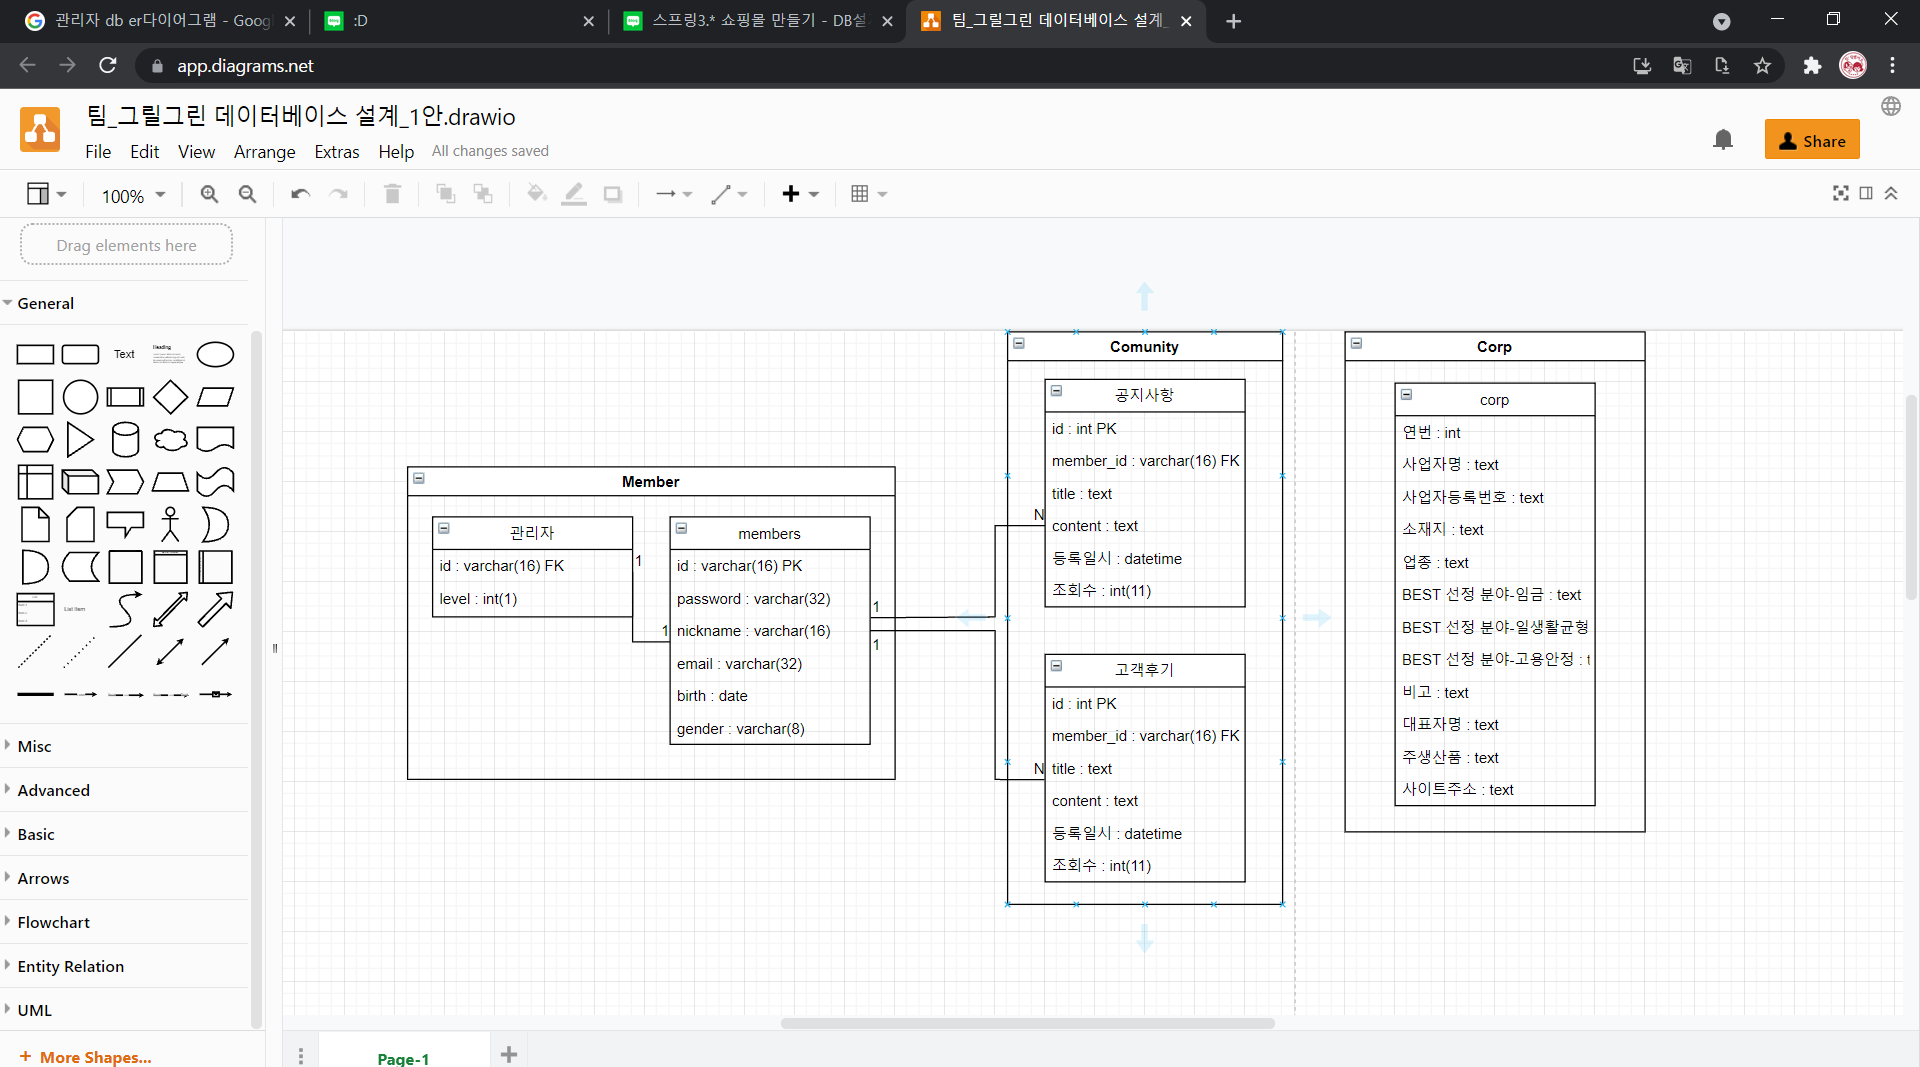 관리자 db er다이어그램 - Goog
:D
스프링3.* 쇼핑몰 만들기 - DB설
팀_그릴그린 데이터베이스 설계_
app.diagrams.net
팀_그릴그린 데이터베이스 설계_1안.drawio
File Edit View Arrange Extras Help All changes saved
Share
100%
Drag elements here
General
Text
Heading
List Item
Misc
Advanced
Basic
Arrows
Flowchart
Entity Relation
UML
+ More Shapes...
Member
관리자
id : varchar(16) FK
level : int(1)
1
1
members
id : varchar(16) PK
password : varchar(32)
nickname : varchar(16)
email : varchar(32)
birth : date
gender : varchar(8)
1
1
N
N
Comunity
공지사항
id : int PK
member_id : varchar(16) FK
title : text
content : text
등록일시 : datetime
조회수 : int(11)
고객후기
id : int PK
member_id : varchar(16) FK
title : text
content : text
등록일시 : datetime
조회수 : int(11)
Corp
corp
연번 : int
사업자명 : text
사업자등록번호 : text
소재지 : text
업종 : text
BEST 선정 분야-임금 : text
BEST 선정 분야-일생활균형
BEST 선정 분야-고용안정 : t
비고 : text
대표자명 : text
주생산품 : text
사이트주소 : text
Page-1